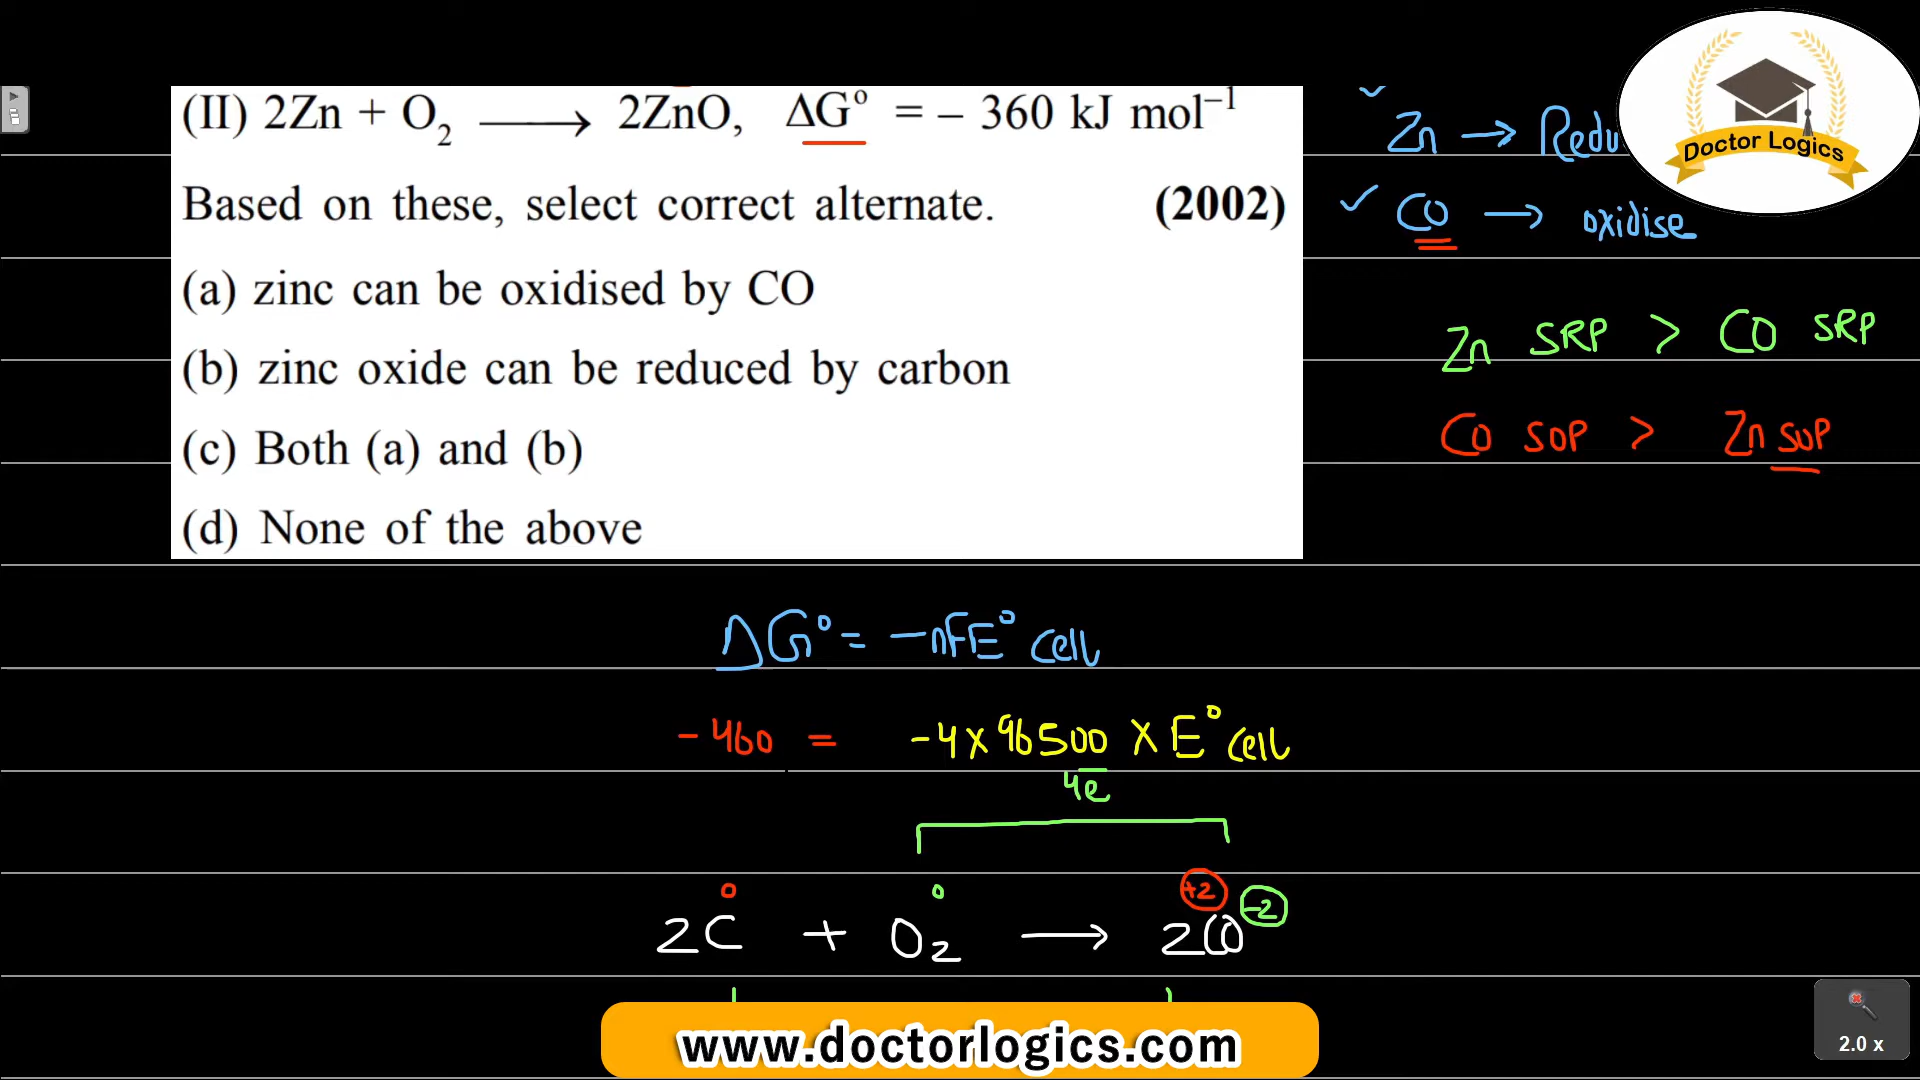 (II) 2Zn + O₂ ⟶ 2ZnO, ΔG° = – 360 kJ mol⁻¹
Based on these, select correct alternate. (2002)
(a) zinc can be oxidised by CO
(b) zinc oxide can be reduced by carbon
(c) Both (a) and (b)
(d) None of the above
Zn → Redu
✓ CO → oxidise
Zn SRP > CO SRP
CO SOP > Zn SOP
Doctor Logics
ΔG° = -nFE° cell
-460 = -4 x 96500 x E° cell
4e
0 0 +2 -2
2C + O₂ → 2CO
www.doctorlogics.com
2.0 x